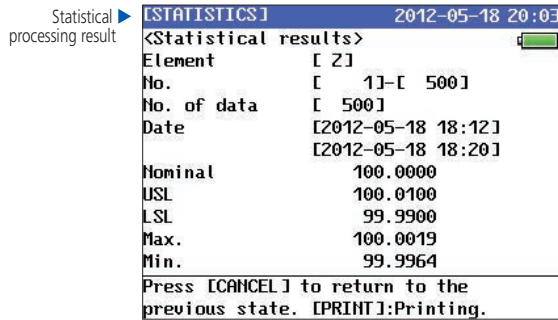 Statistical ▶
processing result
[STATISTICS] 2012-05-18 20:03
<Statistical results>
Element [ Z]
No. [ 1]-[ 500]
No. of data [ 500]
Date [2012-05-18 18:12]
[2012-05-18 18:20]
Nominal 100.0000
USL 100.0100
LSL 99.9900
Max. 100.0019
Min. 99.9964
Press [CANCEL] to return to the
previous state. [PRINT]:Printing.